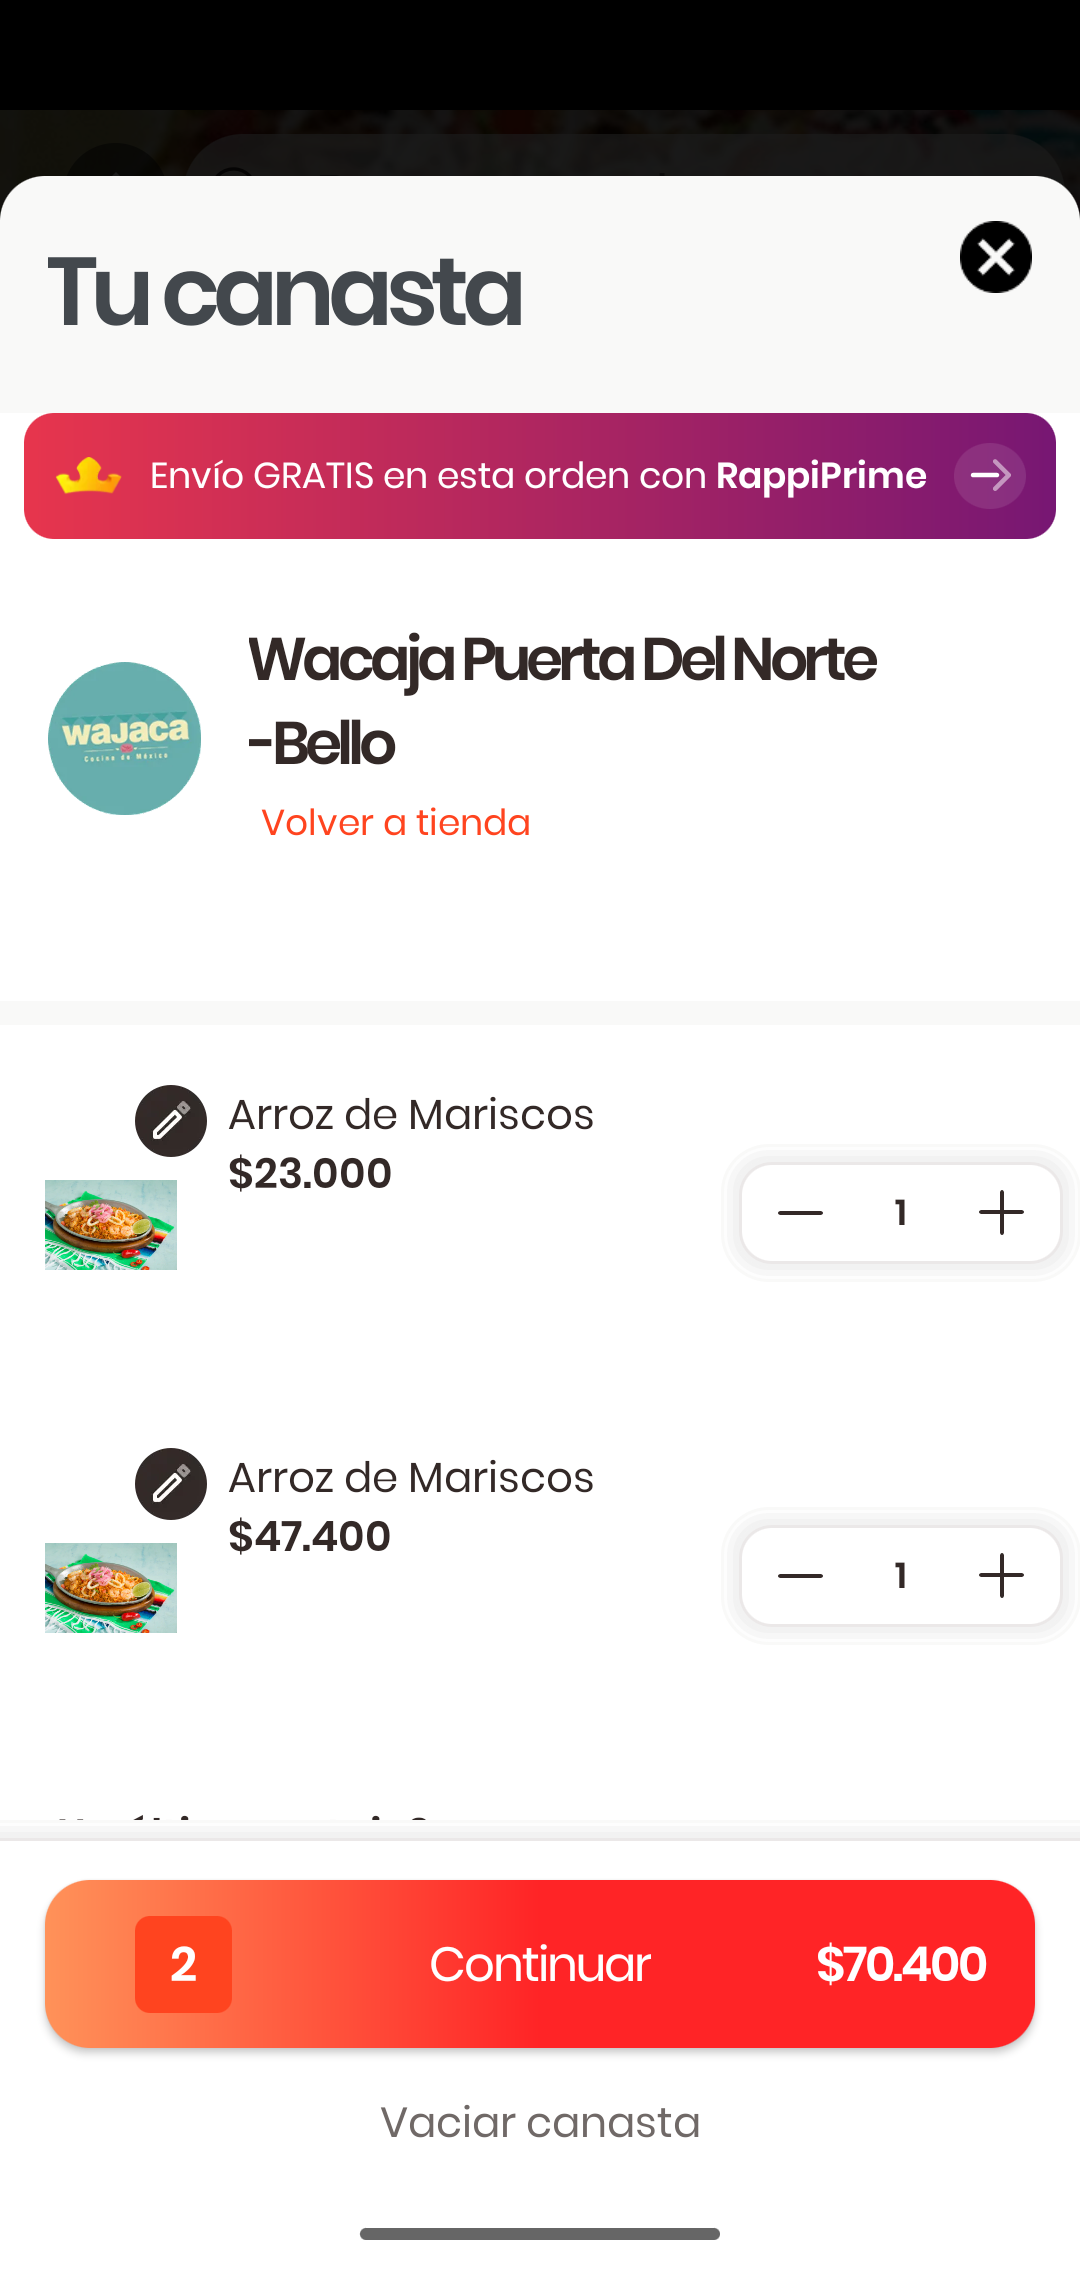 Tu canasta
Envío GRATIS en esta orden con RappiPrime
Wacaja Puerta Del Norte
-Bello
wajaca
Cocina de México
Volver a tienda
Arroz de Mariscos
$23.000
1
Arroz de Mariscos
$47.400
1
2 Continuar $70.400
Vaciar canasta